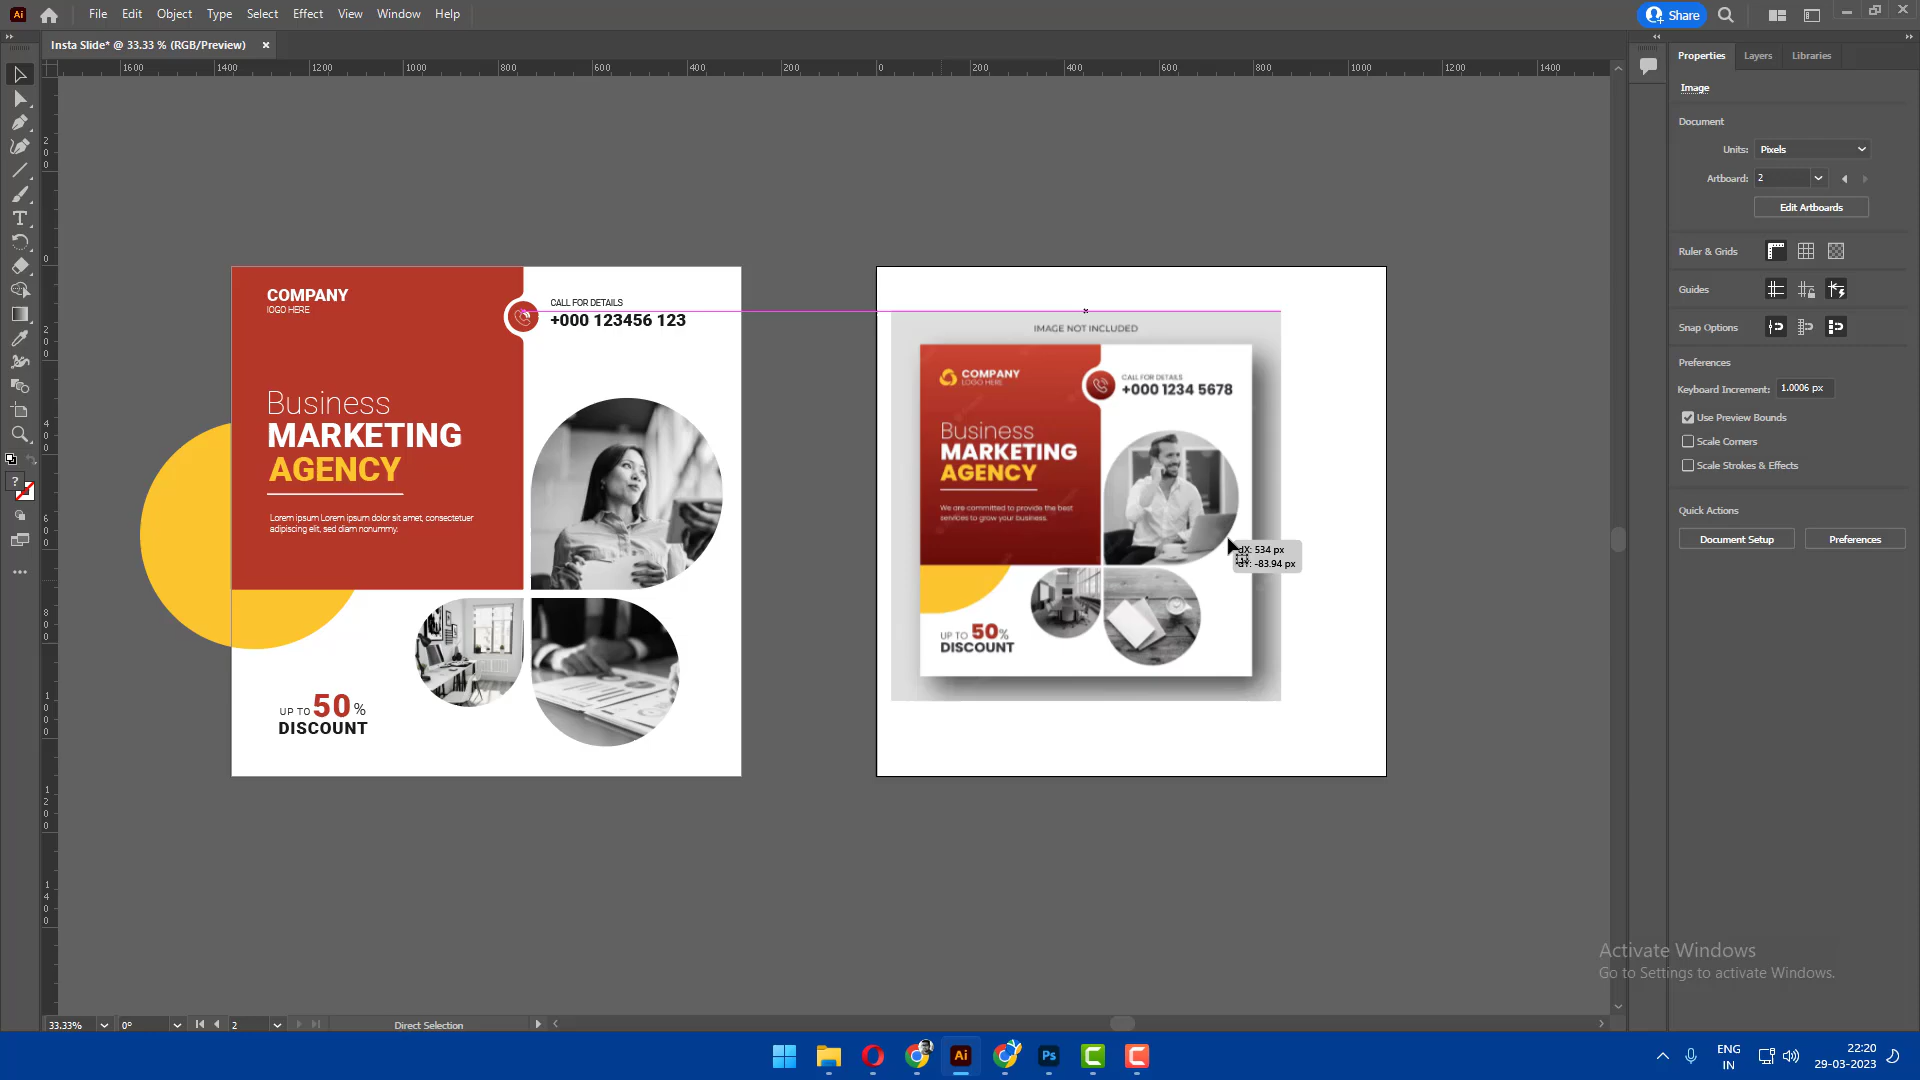 Ai
File Edit Object Type Select Effect View Window Help
Share
Insta Slide* @ 33.33 % (RGB/Preview) ×
1600 1400 1200 1000 800 600 400 200 0 200 400 600 800 1000 1200 1400
Properties Layers Libraries
Image
Document
Units: Pixels
Artboard: 2
Edit Artboards
Ruler & Grids
Guides
Snap Options
Preferences
Keyboard Increment: 1.0006 px
Use Preview Bounds
Scale Corners
Scale Strokes & Effects
Quick Actions
Document Setup Preferences
COMPANY
LOGO HERE
CALL FOR DETAILS
+000 123456 123
Business
MARKETING
AGENCY
Lorem ipsum Lorem ipsum dolor sit amet, consectetuer
adipiscing elit, sed diam nonummy.
UP TO 50%
DISCOUNT
IMAGE NOT INCLUDED
COMPANY
LOGO HERE
CALL FOR DETAILS
+000 1234 5678
Business
MARKETING
AGENCY
We are committed to provide the best
services to grow your business.
UP TO 50%
DISCOUNT
dX: 534 px
dY: -83.94 px
Activate Windows
Go to Settings to activate Windows.
33.33% 0° 2 Direct Selection
Ai Ps
ENG
IN
22:20
29-03-2023